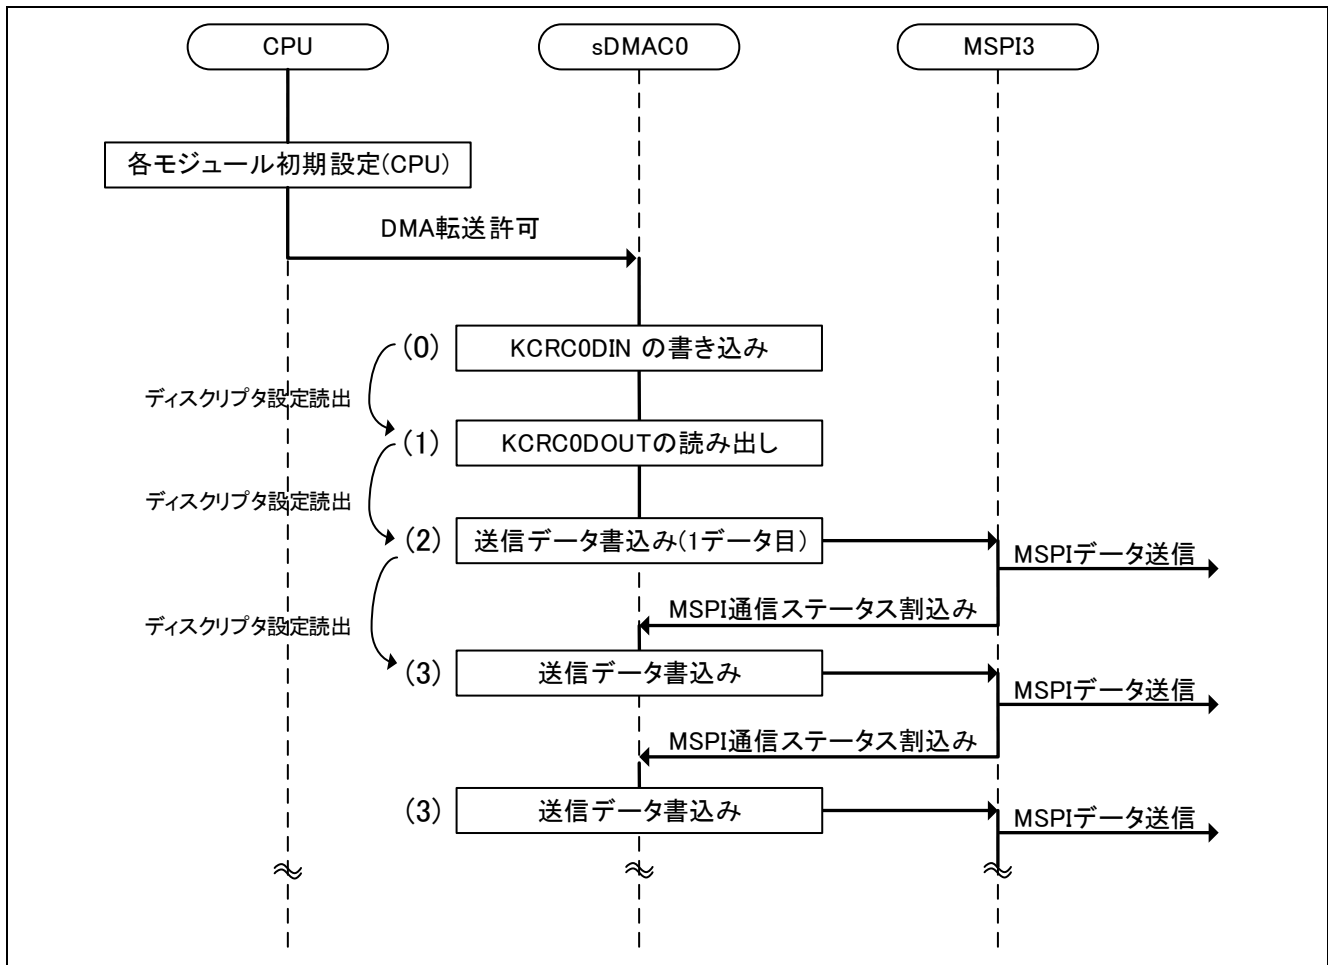 CPU
sDMAC0
MSPI3
各モジュール初期設定(CPU)
DMA転送許可
(0)
KCRC0DIN の書き込み
ディスクリプタ設定読出
(1)
KCRC0DOUTの読み出し
ディスクリプタ設定読出
(2)
送信データ書込み(1データ目)
MSPIデータ送信
MSPI通信ステータス割込み
ディスクリプタ設定読出
(3)
送信データ書込み
MSPIデータ送信
MSPI通信ステータス割込み
(3)
送信データ書込み
MSPIデータ送信